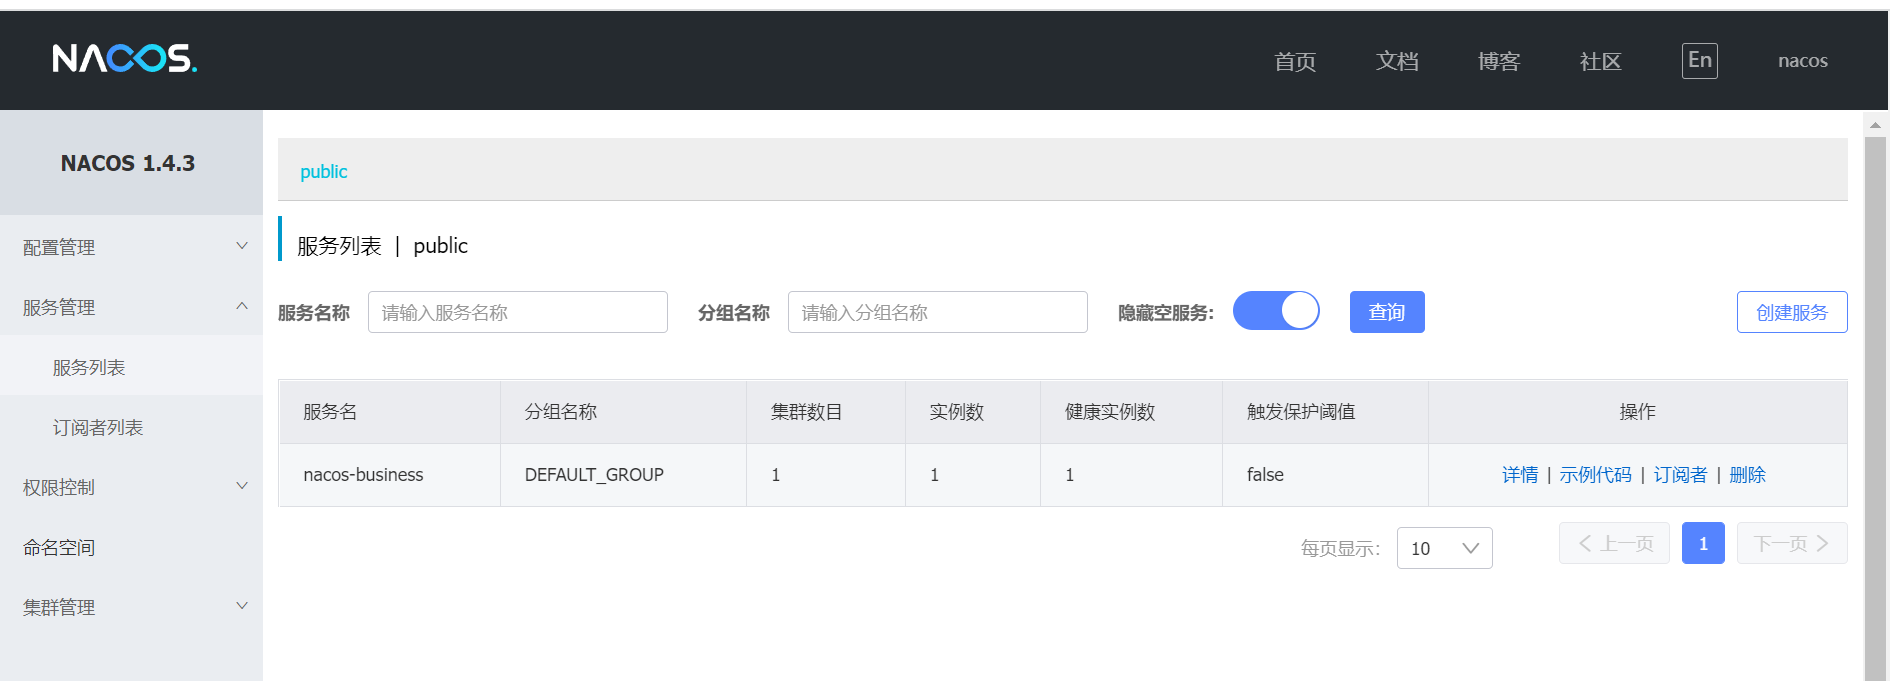 NACOS.
首页 文档 博客 社区 En nacos
NACOS 1.4.3
配置管理
服务管理
服务列表
订阅者列表
权限控制
命名空间
集群管理
public
服务列表 | public
服务名称 请输入服务名称 分组名称 请输入分组名称 隐藏空服务: 查询 创建服务
服务名 分组名称 集群数目 实例数 健康实例数 触发保护阈值 操作
nacos-business DEFAULT_GROUP 1 1 1 false 详情 | 示例代码 | 订阅者 | 删除
每页显示: 10 上一页 1 下一页